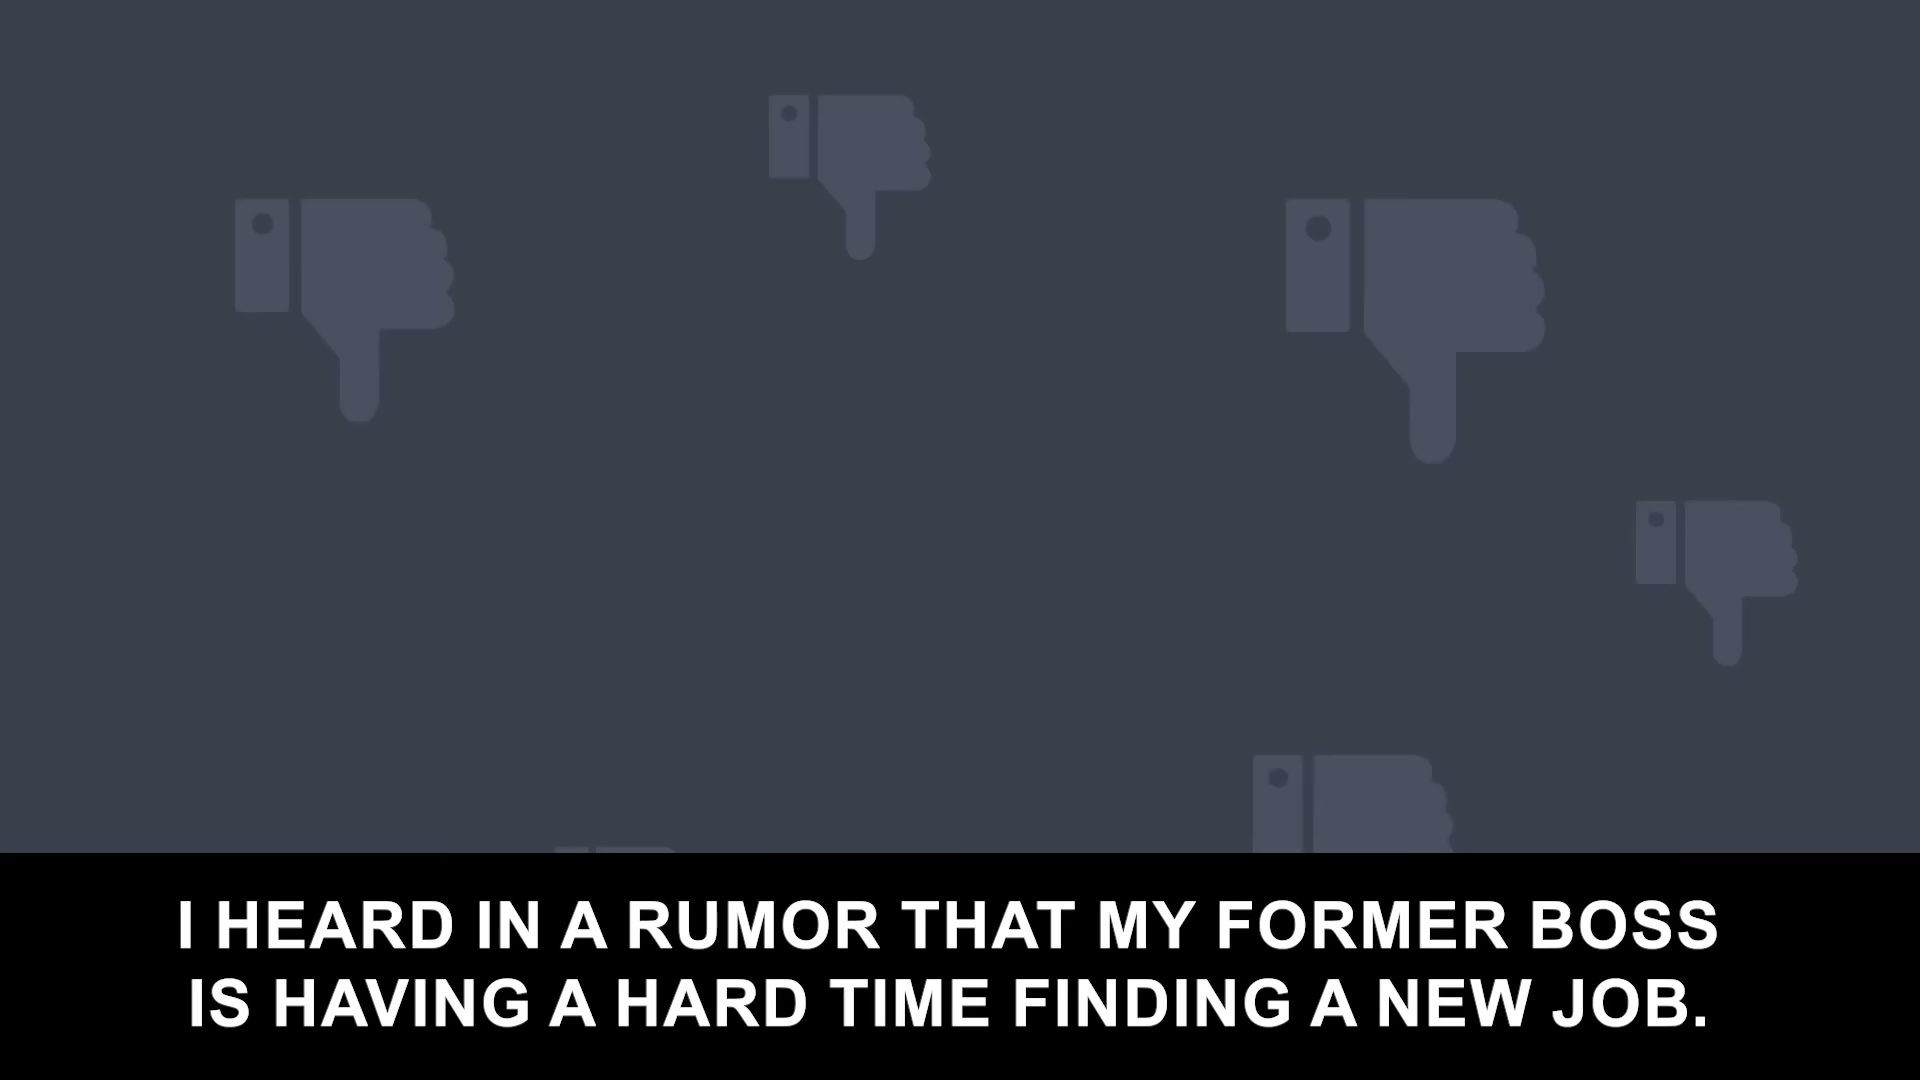 I HEARD IN A RUMOR THAT MY FORMER BOSS
IS HAVING A HARD TIME FINDING A NEW JOB.